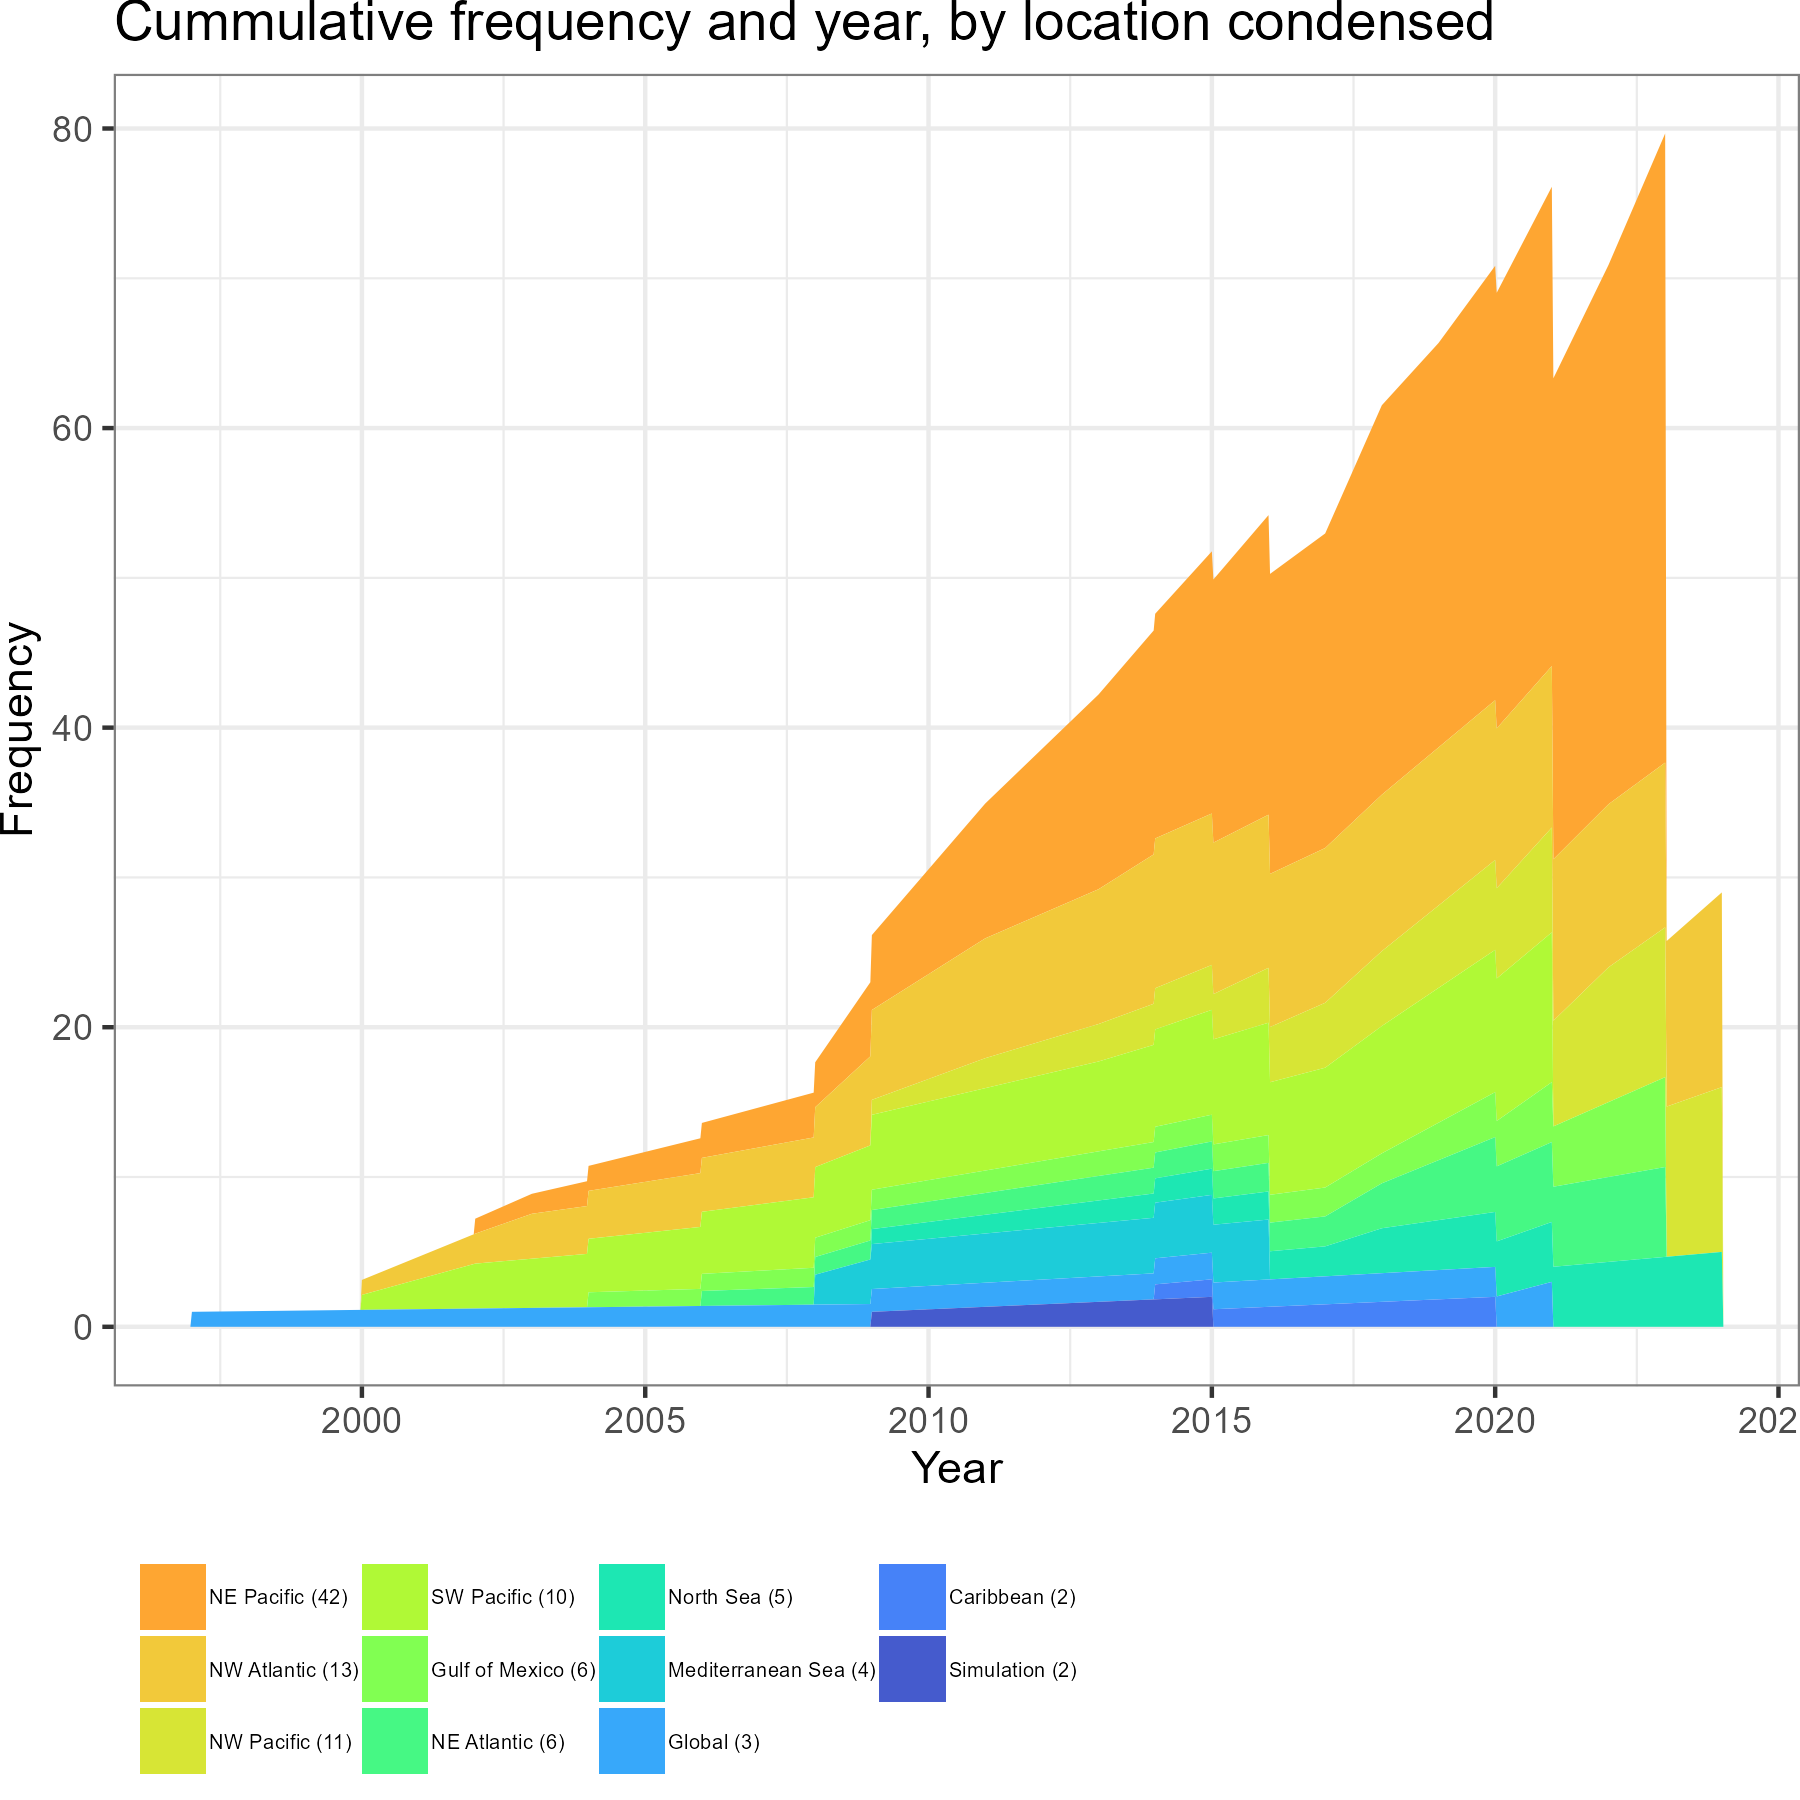 Cummulative frequency and year, by location condensed
80
60
40
20
0
Frequency
2000 2005 2010 2015 2020 202
Year
NE Pacific (42) SW Pacific (10) North Sea (5) Caribbean (2)
NW Atlantic (13) Gulf of Mexico (6) Mediterranean Sea (4) Simulation (2)
NW Pacific (11) NE Atlantic (6) Global (3)